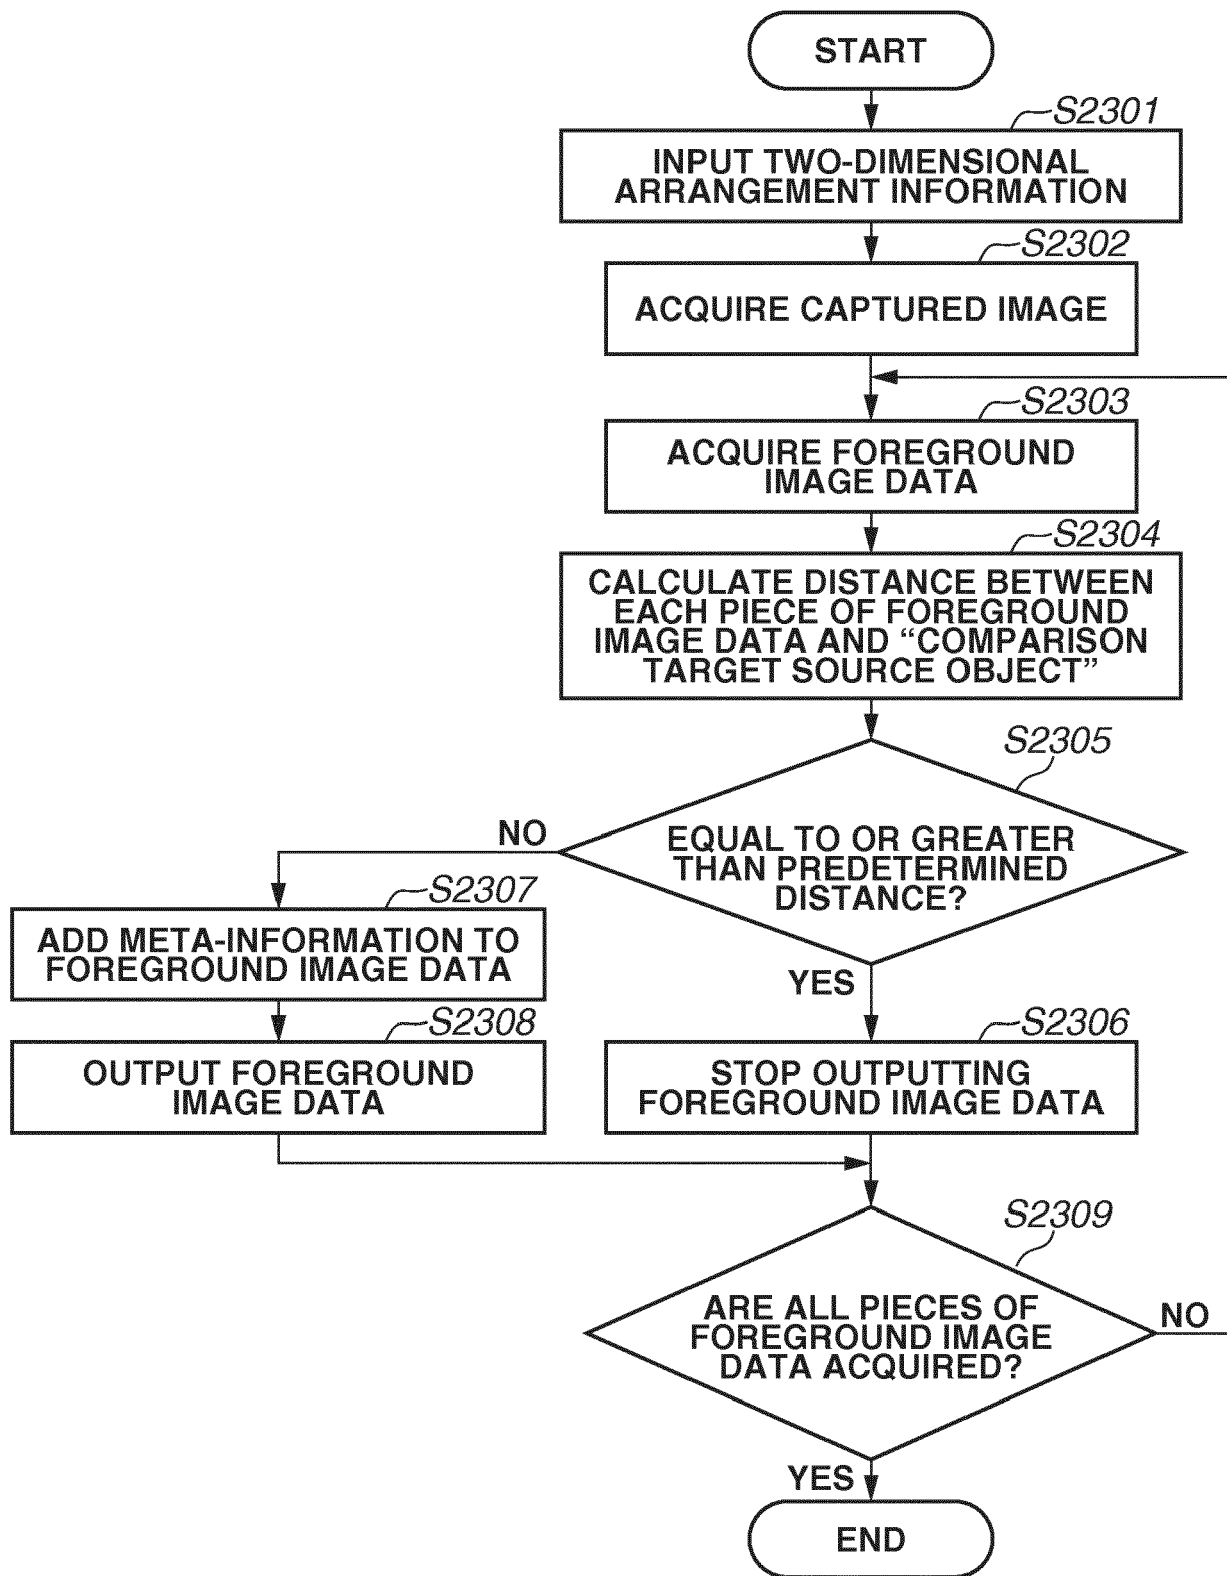 START
S2301
INPUT TWO-DIMENSIONAL
ARRANGEMENT INFORMATION
S2302
ACQUIRE CAPTURED IMAGE
S2303
ACQUIRE FOREGROUND
IMAGE DATA
S2304
CALCULATE DISTANCE BETWEEN
EACH PIECE OF FOREGROUND
IMAGE DATA AND “COMPARISON
TARGET SOURCE OBJECT”
S2305
EQUAL TO OR GREATER
THAN PREDETERMINED
DISTANCE?
NO
S2307
ADD META-INFORMATION TO
FOREGROUND IMAGE DATA
S2308
OUTPUT FOREGROUND
IMAGE DATA
YES
S2306
STOP OUTPUTTING
FOREGROUND IMAGE DATA
S2309
ARE ALL PIECES OF
FOREGROUND IMAGE
DATA ACQUIRED?
NO
YES
END